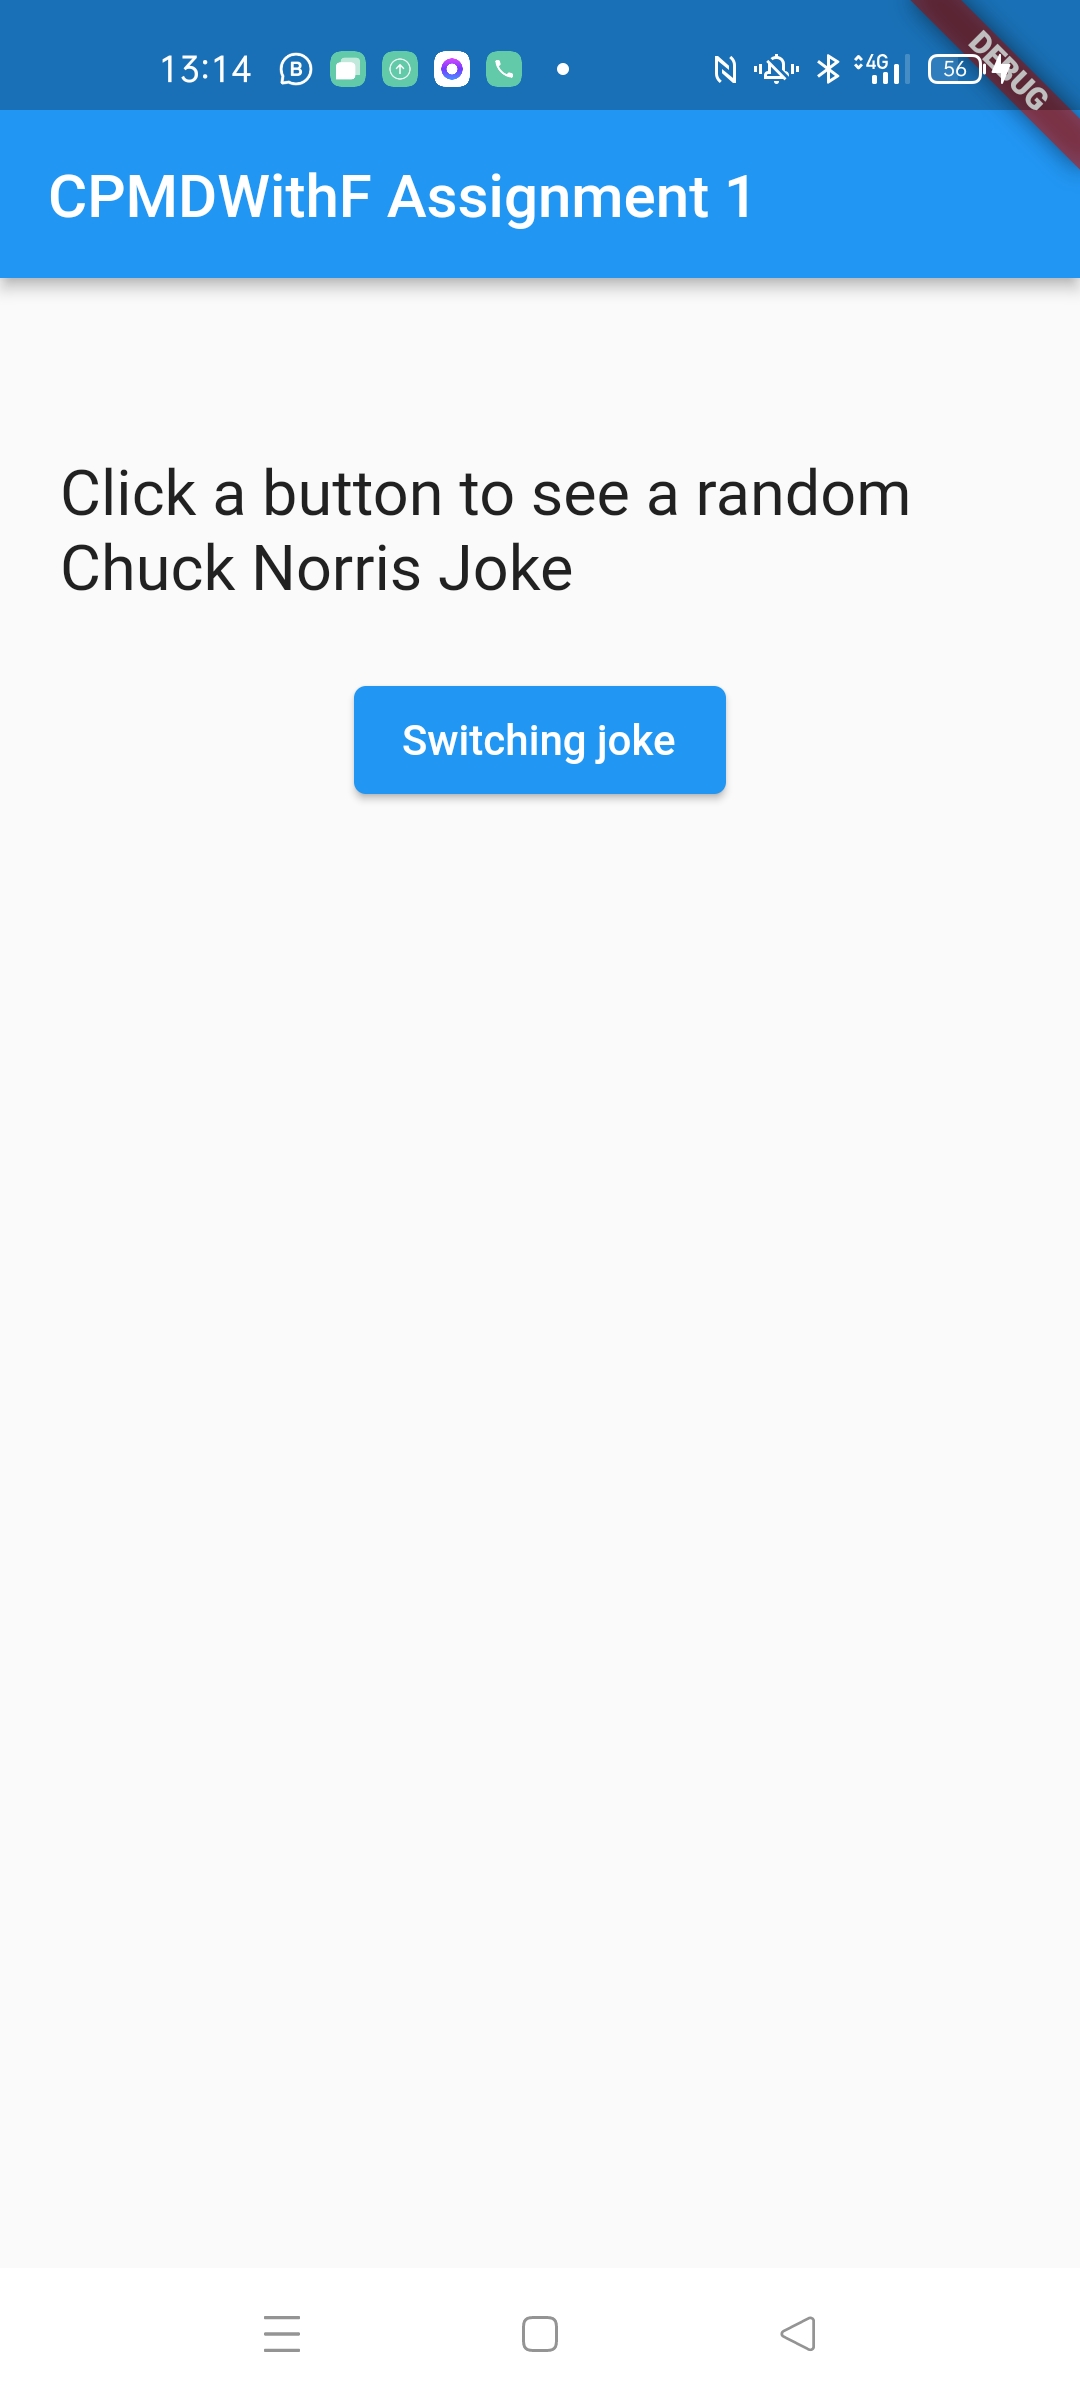 13:14 B 4G 56
DEBUG
CPMDWithF Assignment 1
Click a button to see a random
Chuck Norris Joke
Switching joke